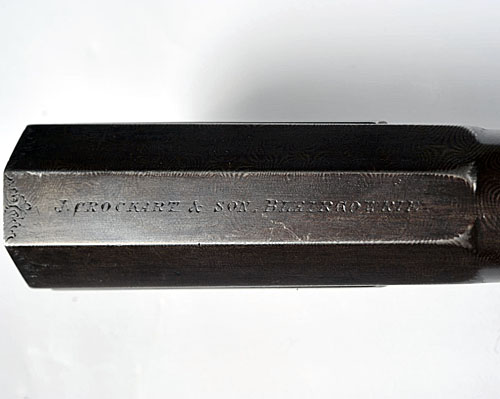 J. CROCKART & SON, BLAIRGOWRIE.